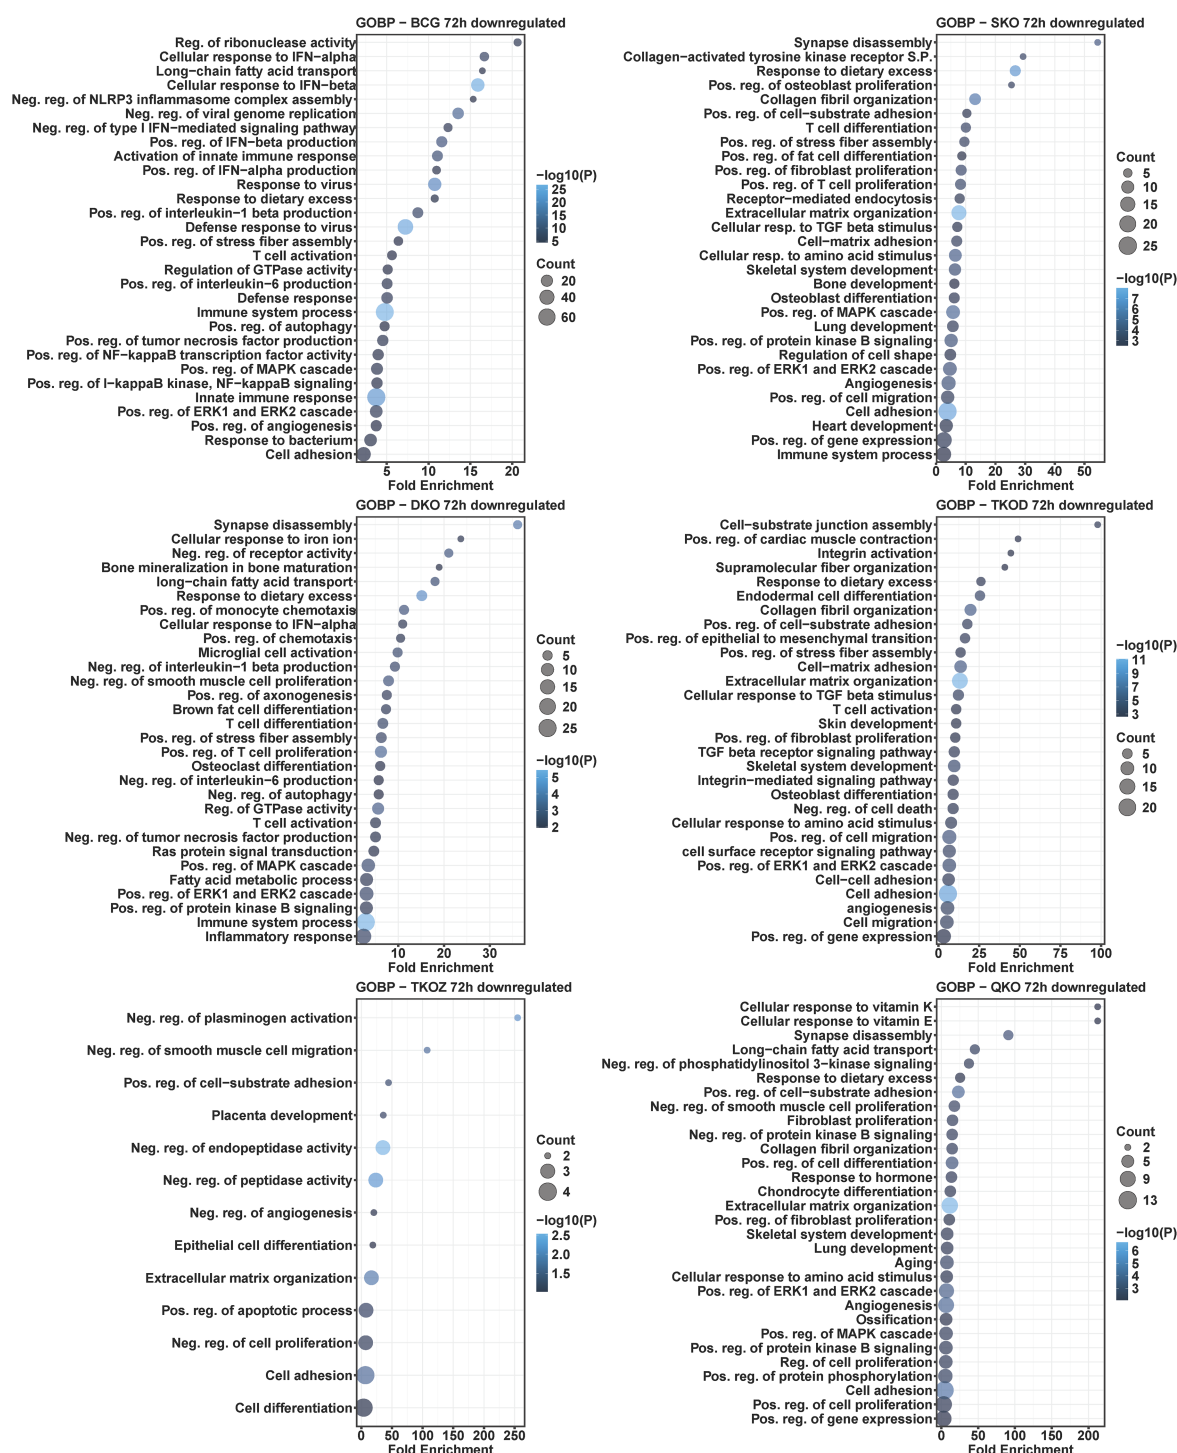 GOBP − BCG 72h downregulated
Reg. of ribonuclease activity
Cellular response to IFN−alpha
Long−chain fatty acid transport
Cellular response to IFN−beta
Neg. reg. of NLRP3 inflammasome complex assembly
Neg. reg. of viral genome replication
Neg. reg. of type I IFN−mediated signaling pathway
Pos. reg. of IFN−beta production
Activation of innate immune response
Pos. reg. of IFN−alpha production
Response to virus
Response to dietary excess
Pos. reg. of interleukin−1 beta production
Defense response to virus
Pos. reg. of stress fiber assembly
T cell activation
Regulation of GTPase activity
Pos. reg. of interleukin−6 production
Defense response
Immune system process
Pos. reg. of autophagy
Pos. reg. of tumor necrosis factor production
Pos. reg. of NF−kappaB transcription factor activity
Pos. reg. of MAPK cascade
Pos. reg. of I−kappaB kinase, NF−kappaB signaling
Innate immune response
Pos. reg. of ERK1 and ERK2 cascade
Pos. reg. of angiogenesis
Response to bacterium
Cell adhesion
5 10 15 20
Fold Enrichment
−log10(P)
25
20
15
10
5
Count
20
40
60
GOBP − SKO 72h downregulated
Synapse disassembly
Collagen−activated tyrosine kinase receptor S.P.
Response to dietary excess
Pos. reg. of osteoblast proliferation
Collagen fibril organization
Pos. reg. of cell−substrate adhesion
T cell differentiation
Pos. reg. of stress fiber assembly
Pos. reg. of fat cell differentiation
Pos. reg. of fibroblast proliferation
Pos. reg. of T cell proliferation
Receptor−mediated endocytosis
Extracellular matrix organization
Cellular resp. to TGF beta stimulus
Cell−matrix adhesion
Cellular resp. to amino acid stimulus
Skeletal system development
Bone development
Osteoblast differentiation
Pos. reg. of MAPK cascade
Lung development
Pos. reg. of protein kinase B signaling
Regulation of cell shape
Pos. reg. of ERK1 and ERK2 cascade
Angiogenesis
Pos. reg. of cell migration
Cell adhesion
Heart development
Pos. reg. of gene expression
Immune system process
0 10 20 30 40 50
Fold Enrichment
Count
5
10
15
20
25
−log10(P)
7
6
5
4
3
GOBP − DKO 72h downregulated
Synapse disassembly
Cellular response to iron ion
Neg. reg. of receptor activity
Bone mineralization in bone maturation
long−chain fatty acid transport
Response to dietary excess
Pos. reg. of monocyte chemotaxis
Cellular response to IFN−alpha
Pos. reg. of chemotaxis
Microglial cell activation
Neg. reg. of interleukin−1 beta production
Neg. reg. of smooth muscle cell proliferation
Pos. reg. of axonogenesis
Brown fat cell differentiation
T cell differentiation
Pos. reg. of stress fiber assembly
Pos. reg. of T cell proliferation
Osteoclast differentiation
Neg. reg. of interleukin−6 production
Neg. reg. of autophagy
Reg. of GTPase activity
T cell activation
Neg. reg. of tumor necrosis factor production
Ras protein signal transduction
Pos. reg. of MAPK cascade
Fatty acid metabolic process
Pos. reg. of ERK1 and ERK2 cascade
Pos. reg. of protein kinase B signaling
Immune system process
Inflammatory response
10 20 30
Fold Enrichment
Count
5
10
15
20
25
−log10(P)
5
4
3
2
GOBP − TKOD 72h downregulated
Cell−substrate junction assembly
Pos. reg. of cardiac muscle contraction
Integrin activation
Supramolecular fiber organization
Response to dietary excess
Endodermal cell differentiation
Collagen fibril organization
Pos. reg. of cell−substrate adhesion
Pos. reg. of epithelial to mesenchymal transition
Pos. reg. of stress fiber assembly
Cell−matrix adhesion
Extracellular matrix organization
Cellular response to TGF beta stimulus
T cell activation
Skin development
Pos. reg. of fibroblast proliferation
TGF beta receptor signaling pathway
Skeletal system development
Integrin−mediated signaling pathway
Osteoblast differentiation
Neg. reg. of cell death
Cellular response to amino acid stimulus
Pos. reg. of cell migration
cell surface receptor signaling pathway
Pos. reg. of ERK1 and ERK2 cascade
Cell−cell adhesion
Cell adhesion
angiogenesis
Cell migration
Pos. reg. of gene expression
0 25 50 75 100
Fold Enrichment
−log10(P)
11
9
7
5
3
Count
5
10
15
20
GOBP − TKOZ 72h downregulated
Neg. reg. of plasminogen activation
Neg. reg. of smooth muscle cell migration
Pos. reg. of cell−substrate adhesion
Placenta development
Neg. reg. of endopeptidase activity
Neg. reg. of peptidase activity
Neg. reg. of angiogenesis
Epithelial cell differentiation
Extracellular matrix organization
Pos. reg. of apoptotic process
Neg. reg. of cell proliferation
Cell adhesion
Cell differentiation
0 50 100 150 200 250
Fold Enrichment
Count
2
3
4
−log10(P)
2.5
2.0
1.5
GOBP − QKO 72h downregulated
Cellular response to vitamin K
Cellular response to vitamin E
Synapse disassembly
Long−chain fatty acid transport
Neg. reg. of phosphatidylinositol 3−kinase signaling
Response to dietary excess
Pos. reg. of cell−substrate adhesion
Neg. reg. of smooth muscle cell proliferation
Fibroblast proliferation
Neg. reg. of protein kinase B signaling
Collagen fibril organization
Pos. reg. of cell differentiation
Response to hormone
Chondrocyte differentiation
Extracellular matrix organization
Pos. reg. of fibroblast proliferation
Skeletal system development
Lung development
Aging
Cellular response to amino acid stimulus
Pos. reg. of ERK1 and ERK2 cascade
Angiogenesis
Ossification
Pos. reg. of MAPK cascade
Pos. reg. of protein kinase B signaling
Reg. of cell proliferation
Pos. reg. of protein phosphorylation
Cell adhesion
Pos. reg. of cell proliferation
Pos. reg. of gene expression
0 50 100 150 200
Fold Enrichment
Count
2
5
9
13
−log10(P)
6
5
4
3